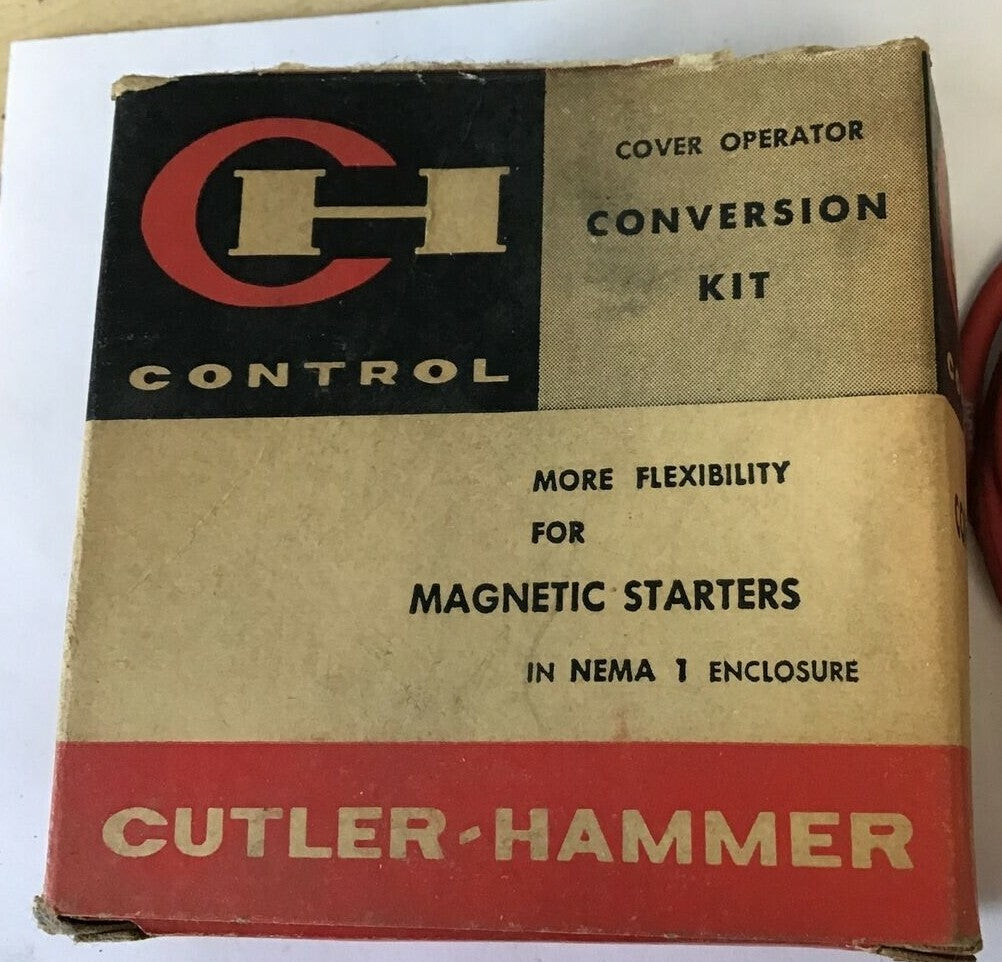 CH
CONTROL
COVER OPERATOR
CONVERSION
KIT
MORE FLEXIBILITY
FOR
MAGNETIC STARTERS
IN NEMA 1 ENCLOSURE
CUTLER-HAMMER